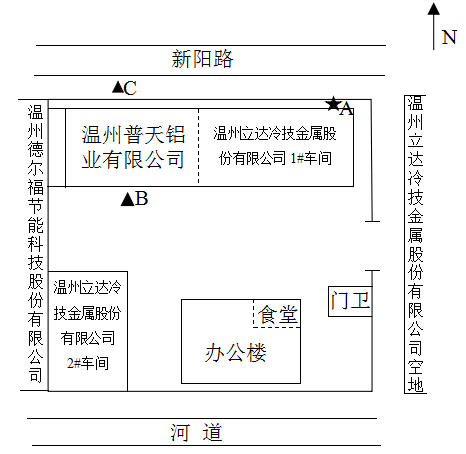 新阳路
N
C
A
温州普天铝
业有限公司
温州立达冷技金属股
份有限公司 1#车间
温州德尔福节能科技股份有限公司
温州立达冷技金属股份有限公司空地
B
温州立达冷
技金属股份
有限公司
2#车间
门卫
食堂
办公楼
河 道